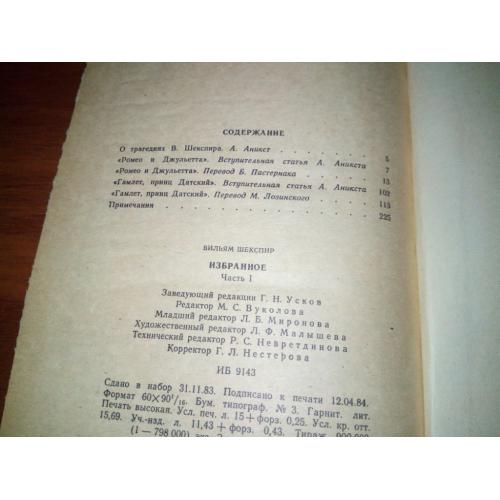 СОДЕРЖАНИЕ
О трагедиях В. Шекспира. А. Аникст . . . . . . 5
«Ромео и Джульетта». Вступительная статья А. Аникста 7
«Ромео и Джульетта». Перевод Б. Пастернака . . . . 13
«Гамлет, принц Датский». Вступительная статья А. Аникста 102
«Гамлет, принц Датский». Перевод М. Лозинского . . . 113
Примечания . . . . . . . . . . . . 225
ВИЛЬЯМ ШЕКСПИР
ИЗБРАННОЕ
Часть I
Заведующий редакции Г. Н. Усков
Редактор М. С. Вуколова
Младший редактор Л. Б. Миронова
Художественный редактор Л. Ф. Малышева
Технический редактор Р. С. Невретдинова
Корректор Г. Л. Нестерова
ИБ 9143
Сдано в набор 31.11.83. Подписано к печати 12.04.84.
Формат 60×90¹/₁₆. Бум. типограф. № 3. Гарнит. лит.
Печать высокая. Усл. печ. л. 15+форз. 0,25. Усл. кр. отт.
15,69. Уч.-изд. л. 11,43+форз. 0,43. Тираж
(1—798 000) экз.